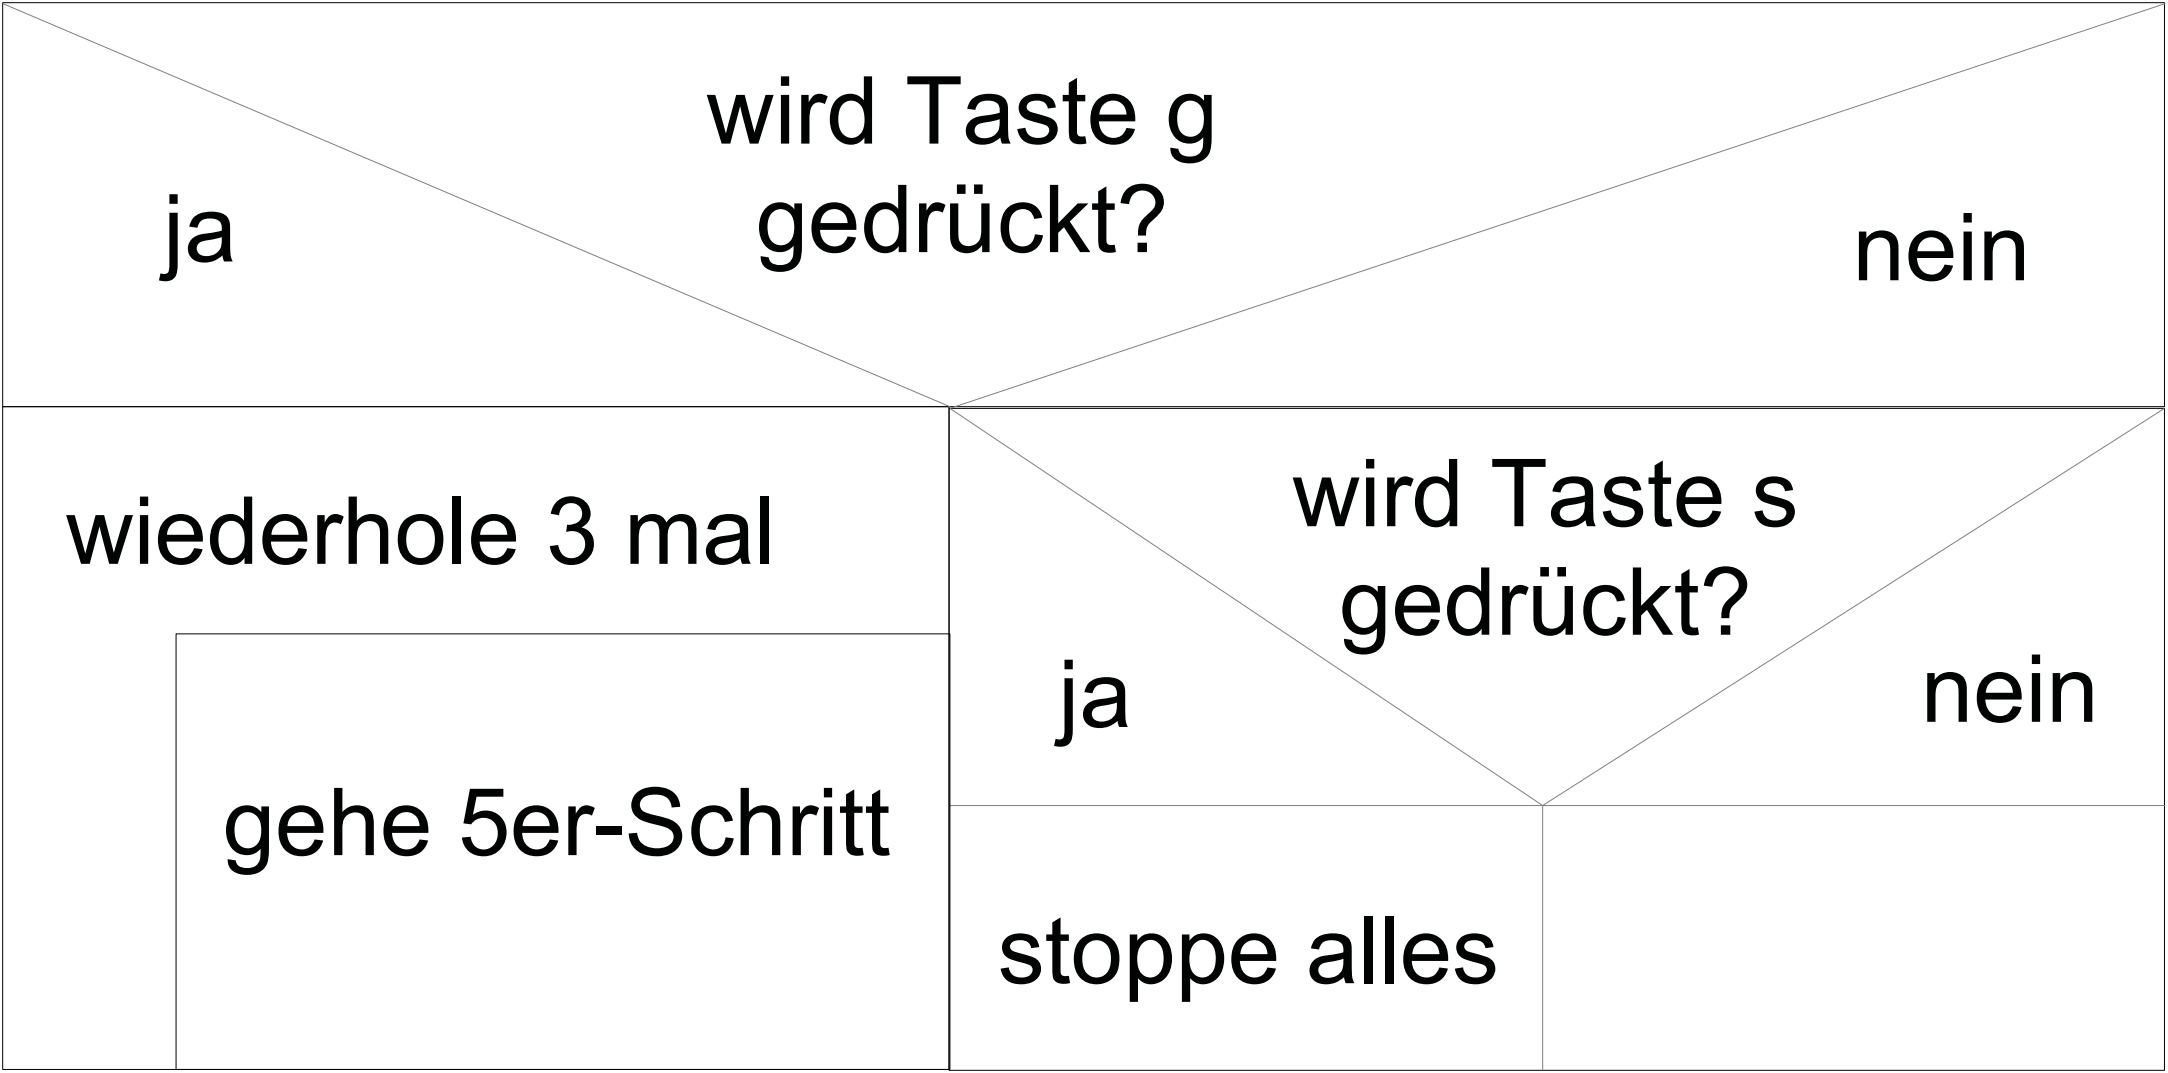 wird Taste g
gedrückt?
ja
nein
wiederhole 3 mal
gehe 5er-Schritt
wird Taste s
gedrückt?
ja
nein
stoppe alles